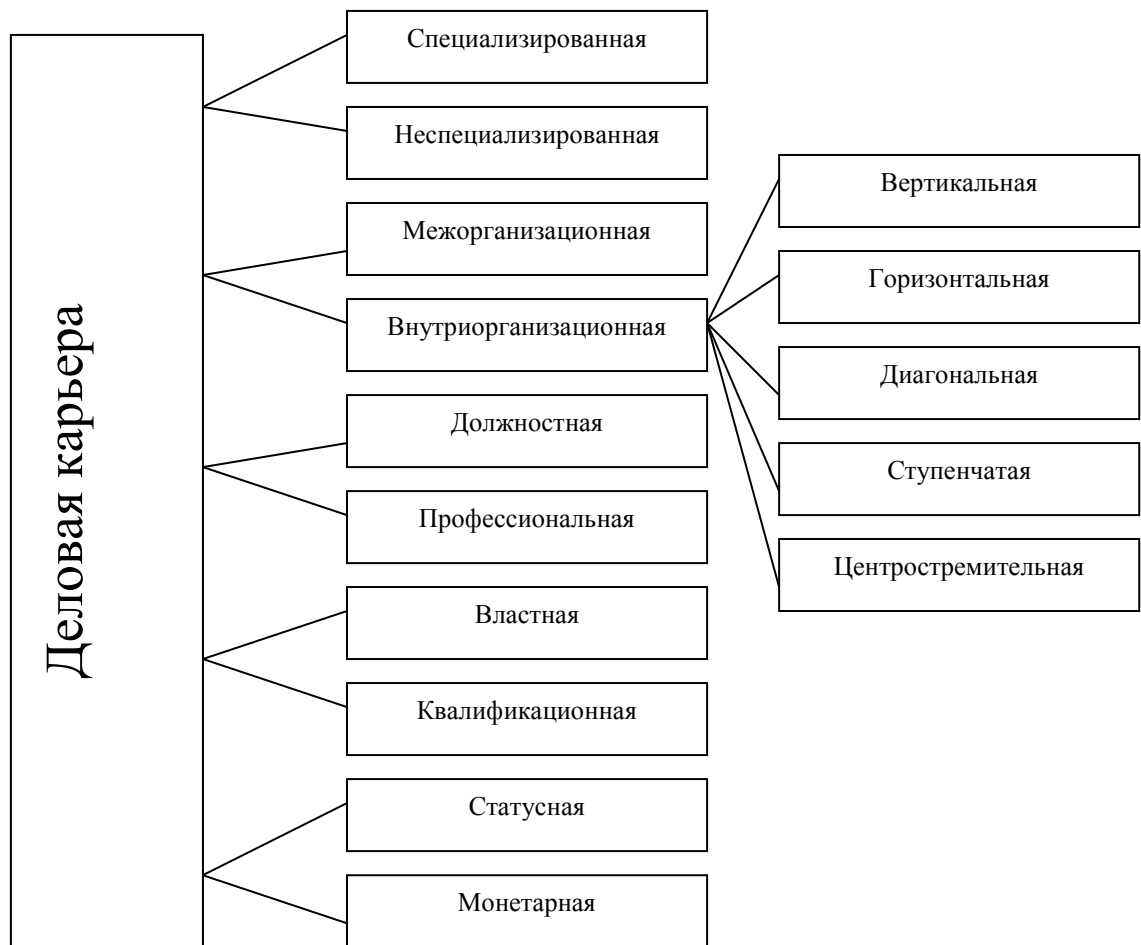 Деловая карьера
Специализированная
Неспециализированная
Межорганизационная
Внутриорганизационная
Должностная
Профессиональная
Властная
Квалификационная
Статусная
Монетарная
Вертикальная
Горизонтальная
Диагональная
Ступенчатая
Центростремительная